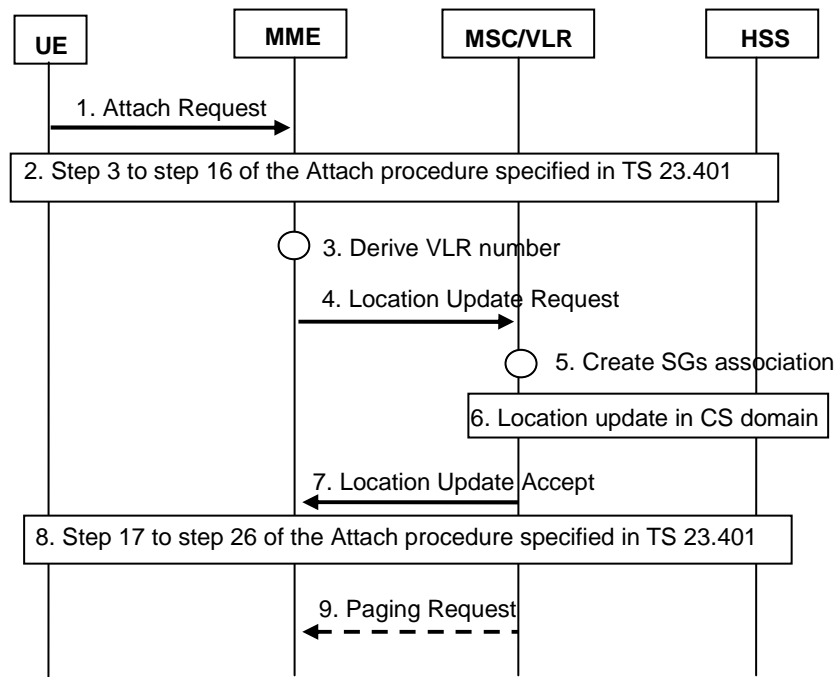 UE
MME
MSC/VLR
HSS
1. Attach Request
2. Step 3 to step 16 of the Attach procedure specified in TS 23.401
3. Derive VLR number
4. Location Update Request
5. Create SGs association
6. Location update in CS domain
7. Location Update Accept
8. Step 17 to step 26 of the Attach procedure specified in TS 23.401
9. Paging Request